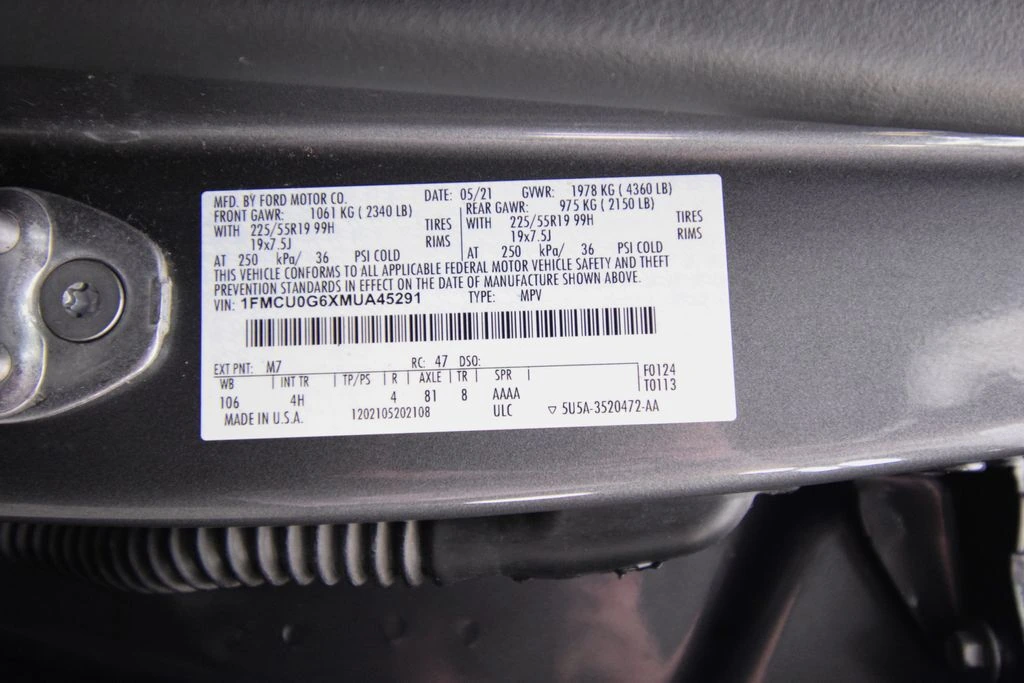 MFD. BY FORD MOTOR CO. DATE: 05/21 GVWR: 1978 KG ( 4360 LB)
FRONT GAWR: 1061 KG ( 2340 LB) REAR GAWR: 975 KG ( 2150 LB)
WITH 225/55R19 99H TIRES WITH 225/55R19 99H TIRES
19x7.5J RIMS 19x7.5J RIMS
AT 250 kPa/ 36 PSI COLD AT 250 kPa/ 36 PSI COLD
THIS VEHICLE CONFORMS TO ALL APPLICABLE FEDERAL MOTOR VEHICLE SAFETY AND THEFT
PREVENTION STANDARDS IN EFFECT ON THE DATE OF MANUFACTURE SHOWN ABOVE.
VIN: 1FMCU0G6XMUA45291 TYPE: MPV
EXT PNT: M7 RC: 47 DSO:
WB INT TR TP/PS R AXLE TR SPR F0124
106 4H 4 81 8 AAAA T0113
MADE IN U.S.A. 1202105202108 ULC ▽ 5U5A-3520472-AA